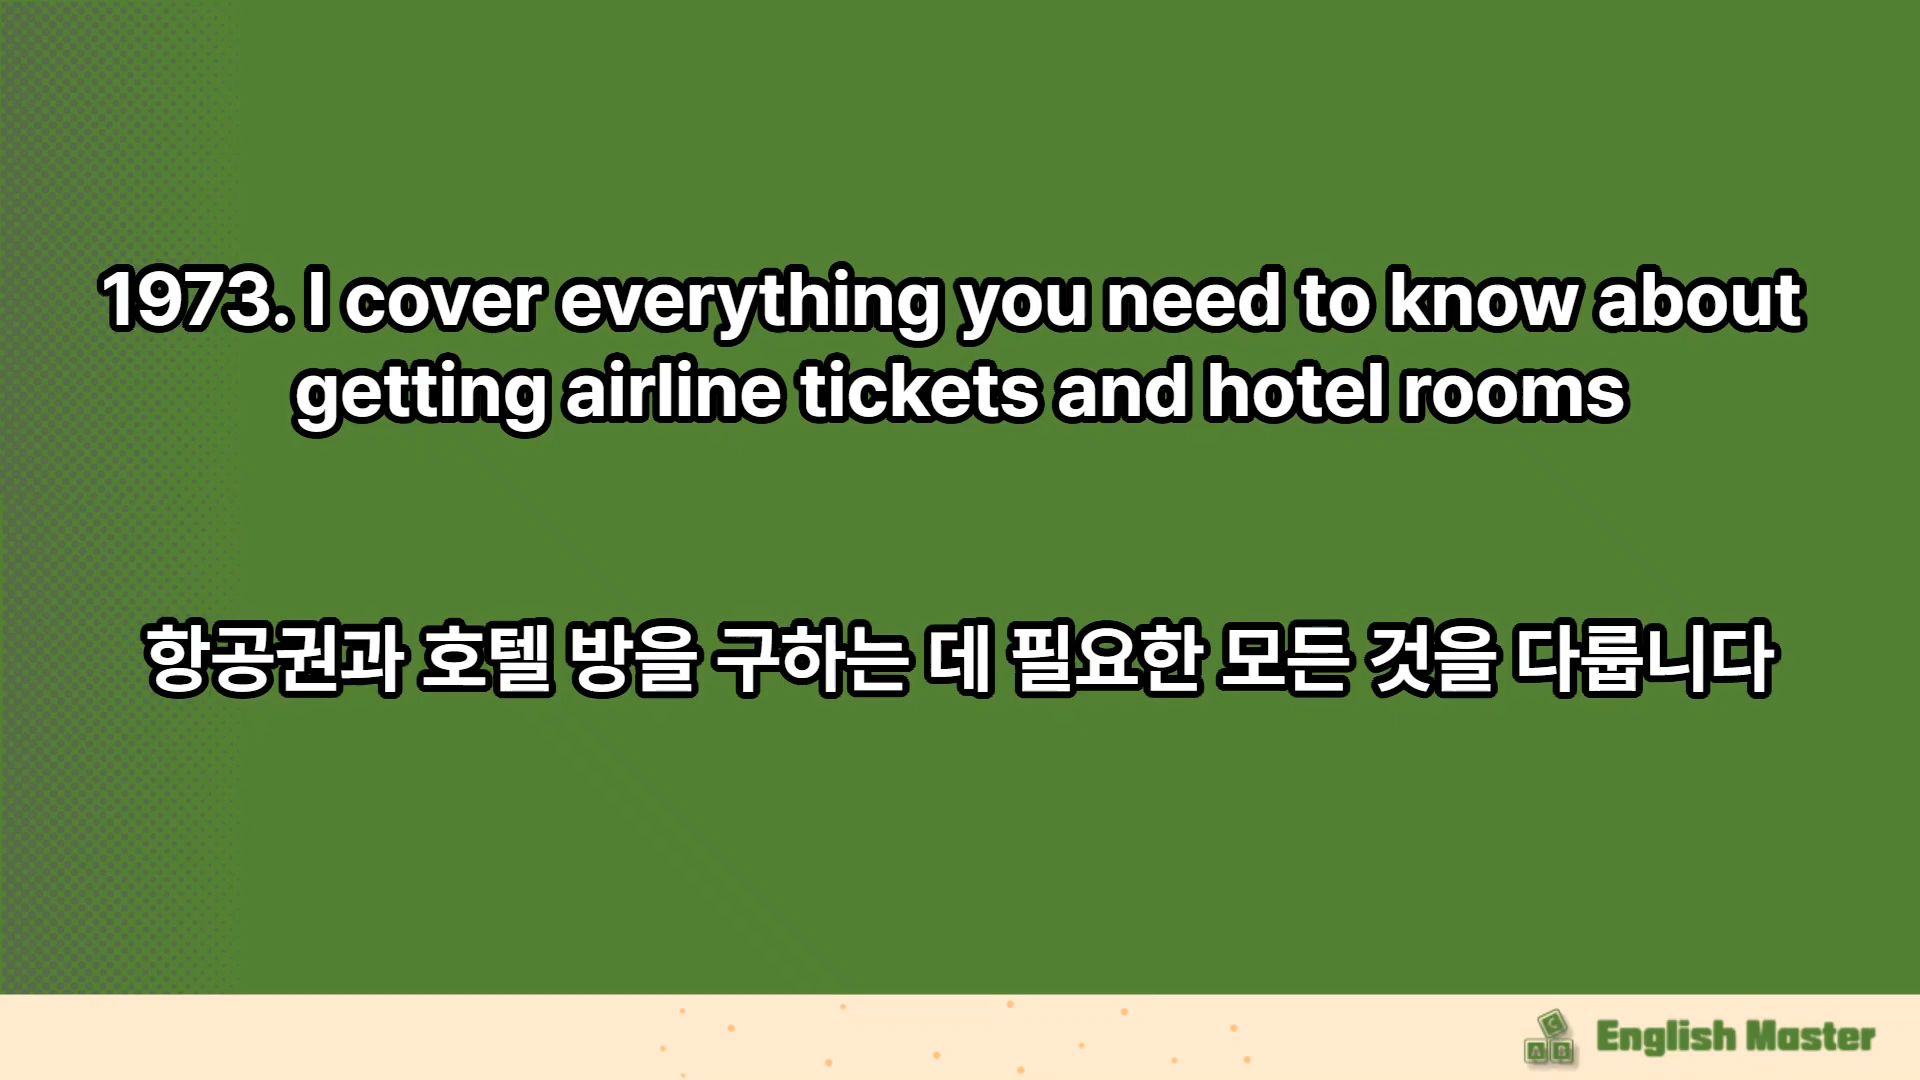 1973. I cover everything you need to know about
getting airline tickets and hotel rooms
항공권과 호텔 방을 구하는 데 필요한 모든 것을 다룹니다
English Master